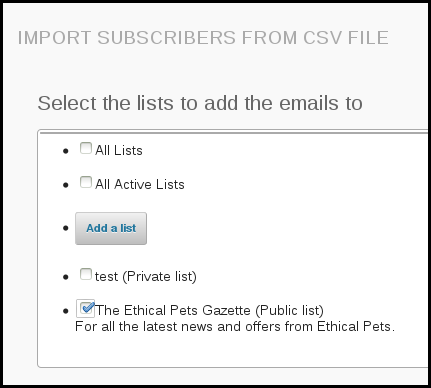 IMPORT SUBSCRIBERS FROM CSV FILE
Select the lists to add the emails to
All Lists
All Active Lists
Add a list
test (Private list)
The Ethical Pets Gazette (Public list)
For all the latest news and offers from Ethical Pets.